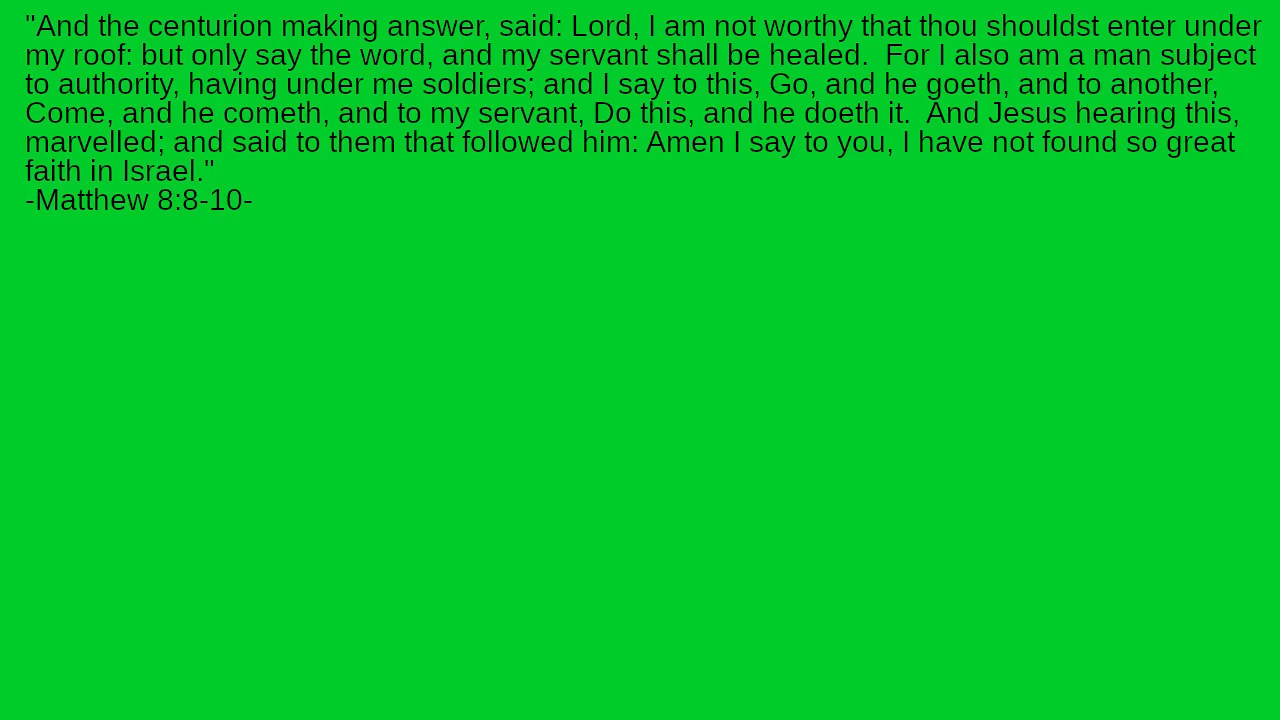 "And the centurion making answer, said: Lord, I am not worthy that thou shouldst enter under
my roof: but only say the word, and my servant shall be healed.  For I also am a man subject
to authority, having under me soldiers; and I say to this, Go, and he goeth, and to another,
Come, and he cometh, and to my servant, Do this, and he doeth it.  And Jesus hearing this,
marvelled; and said to them that followed him: Amen I say to you, I have not found so great
faith in Israel."
-Matthew 8:8-10-